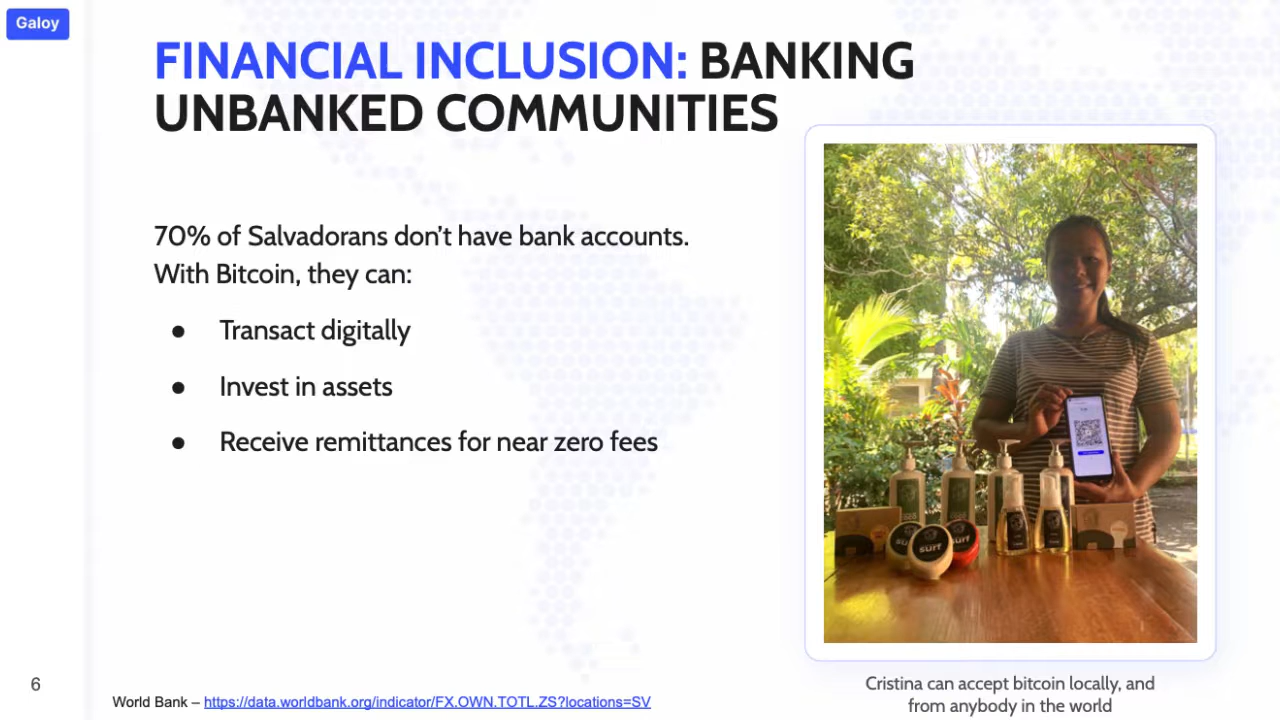 Galoy
FINANCIAL INCLUSION: BANKING
UNBANKED COMMUNITIES
70% of Salvadorans don't have bank accounts.
With Bitcoin, they can:
● Transact digitally
● Invest in assets
● Receive remittances for near zero fees
surf
Cristina can accept bitcoin locally, and
from anybody in the world
6
World Bank – https://data.worldbank.org/indicator/FX.OWN.TOTL.ZS?locations=SV